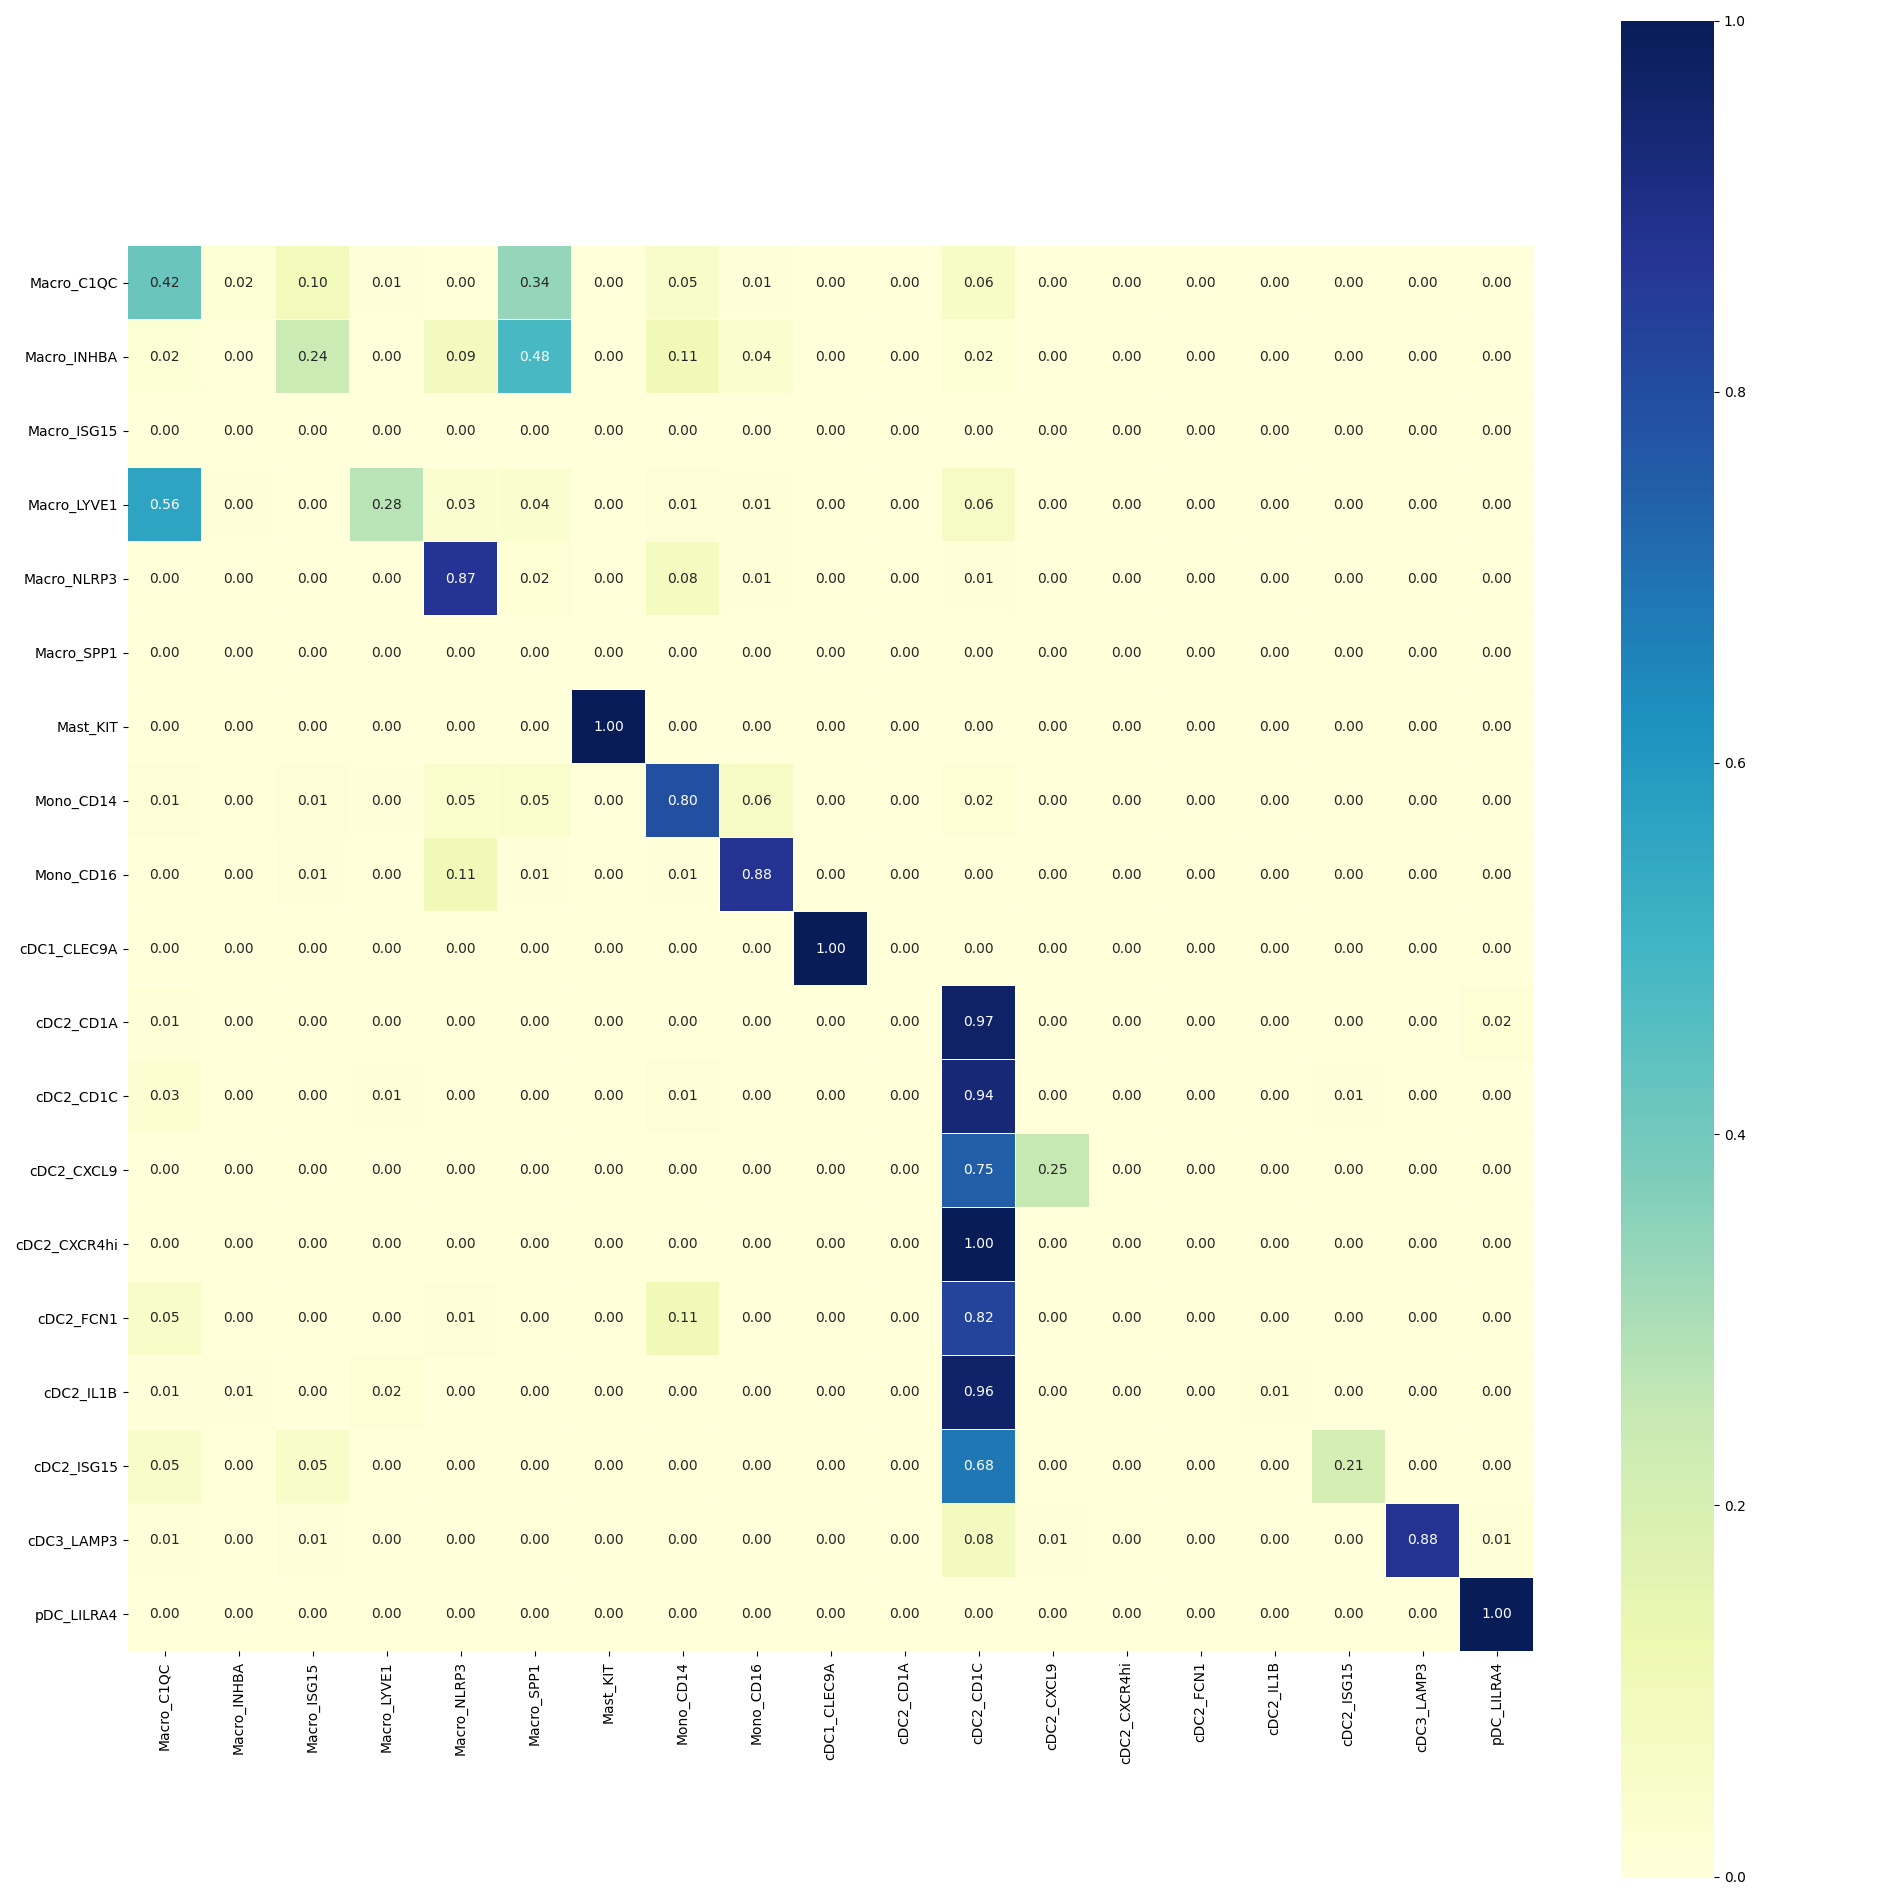 Macro_C1QC 0.42 0.02 0.10 0.01 0.00 0.34 0.00 0.05 0.01 0.00 0.00 0.06 0.00 0.00 0.00 0.00 0.00 0.00 0.00
Macro_INHBA 0.02 0.00 0.24 0.00 0.09 0.48 0.00 0.11 0.04 0.00 0.00 0.02 0.00 0.00 0.00 0.00 0.00 0.00 0.00
Macro_ISG15 0.00 0.00 0.00 0.00 0.00 0.00 0.00 0.00 0.00 0.00 0.00 0.00 0.00 0.00 0.00 0.00 0.00 0.00 0.00
Macro_LYVE1 0.56 0.00 0.00 0.28 0.03 0.04 0.00 0.01 0.01 0.00 0.00 0.06 0.00 0.00 0.00 0.00 0.00 0.00 0.00
Macro_NLRP3 0.00 0.00 0.00 0.00 0.87 0.02 0.00 0.08 0.01 0.00 0.00 0.01 0.00 0.00 0.00 0.00 0.00 0.00 0.00
Macro_SPP1 0.00 0.00 0.00 0.00 0.00 0.00 0.00 0.00 0.00 0.00 0.00 0.00 0.00 0.00 0.00 0.00 0.00 0.00 0.00
Mast_KIT 0.00 0.00 0.00 0.00 0.00 0.00 1.00 0.00 0.00 0.00 0.00 0.00 0.00 0.00 0.00 0.00 0.00 0.00 0.00
Mono_CD14 0.01 0.00 0.01 0.00 0.05 0.05 0.00 0.80 0.06 0.00 0.00 0.02 0.00 0.00 0.00 0.00 0.00 0.00 0.00
Mono_CD16 0.00 0.00 0.01 0.00 0.11 0.01 0.00 0.01 0.88 0.00 0.00 0.00 0.00 0.00 0.00 0.00 0.00 0.00 0.00
cDC1_CLEC9A 0.00 0.00 0.00 0.00 0.00 0.00 0.00 0.00 0.00 1.00 0.00 0.00 0.00 0.00 0.00 0.00 0.00 0.00 0.00
cDC2_CD1A 0.01 0.00 0.00 0.00 0.00 0.00 0.00 0.00 0.00 0.00 0.00 0.97 0.00 0.00 0.00 0.00 0.00 0.00 0.02
cDC2_CD1C 0.03 0.00 0.00 0.01 0.00 0.00 0.00 0.01 0.00 0.00 0.00 0.94 0.00 0.00 0.00 0.00 0.01 0.00 0.00
cDC2_CXCL9 0.00 0.00 0.00 0.00 0.00 0.00 0.00 0.00 0.00 0.00 0.00 0.75 0.25 0.00 0.00 0.00 0.00 0.00 0.00
cDC2_CXCR4hi 0.00 0.00 0.00 0.00 0.00 0.00 0.00 0.00 0.00 0.00 0.00 1.00 0.00 0.00 0.00 0.00 0.00 0.00 0.00
cDC2_FCN1 0.05 0.00 0.00 0.00 0.01 0.00 0.00 0.11 0.00 0.00 0.00 0.82 0.00 0.00 0.00 0.00 0.00 0.00 0.00
cDC2_IL1B 0.01 0.01 0.00 0.02 0.00 0.00 0.00 0.00 0.00 0.00 0.00 0.96 0.00 0.00 0.00 0.01 0.00 0.00 0.00
cDC2_ISG15 0.05 0.00 0.05 0.00 0.00 0.00 0.00 0.00 0.00 0.00 0.00 0.68 0.00 0.00 0.00 0.00 0.21 0.00 0.00
cDC3_LAMP3 0.01 0.00 0.01 0.00 0.00 0.00 0.00 0.00 0.00 0.00 0.00 0.08 0.01 0.00 0.00 0.00 0.00 0.88 0.01
pDC_LILRA4 0.00 0.00 0.00 0.00 0.00 0.00 0.00 0.00 0.00 0.00 0.00 0.00 0.00 0.00 0.00 0.00 0.00 0.00 1.00
Macro_C1QC
Macro_INHBA
Macro_ISG15
Macro_LYVE1
Macro_NLRP3
Macro_SPP1
Mast_KIT
Mono_CD14
Mono_CD16
cDC1_CLEC9A
cDC2_CD1A
cDC2_CD1C
cDC2_CXCL9
cDC2_CXCR4hi
cDC2_FCN1
cDC2_IL1B
cDC2_ISG15
cDC3_LAMP3
pDC_LILRA4
1.0
0.8
0.6
0.4
0.2
0.0